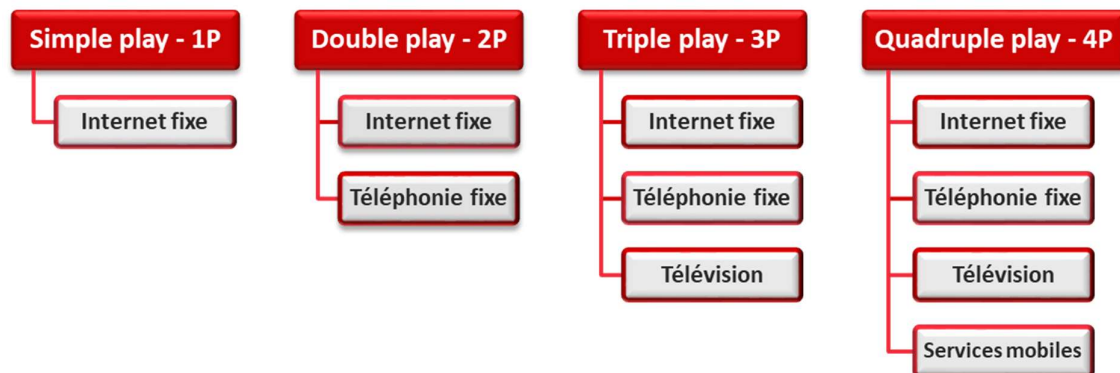 Simple play - 1P
Internet fixe
Double play - 2P
Internet fixe
Téléphonie fixe
Triple play - 3P
Internet fixe
Téléphonie fixe
Télévision
Quadruple play - 4P
Internet fixe
Téléphonie fixe
Télévision
Services mobiles